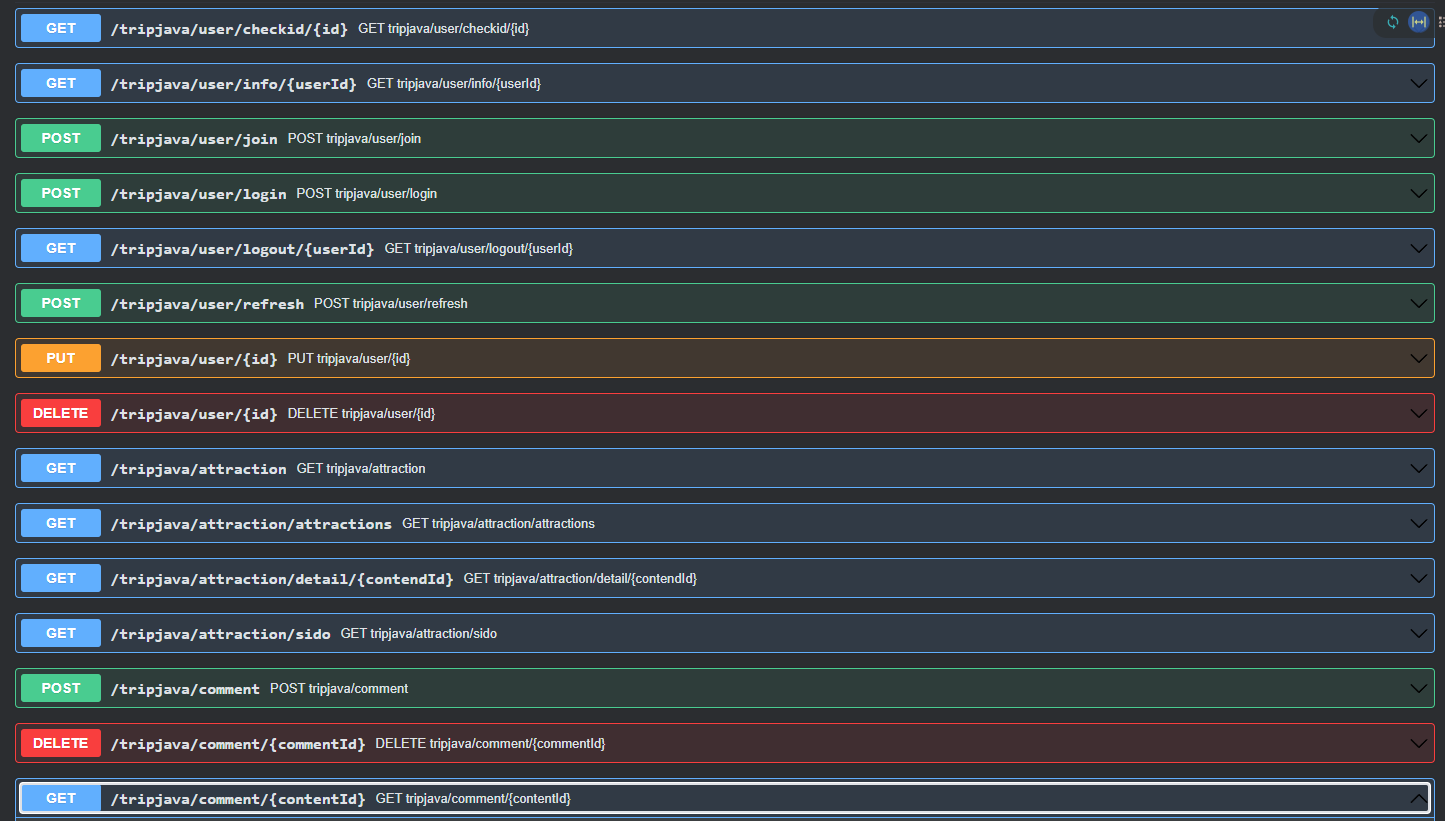 GET /tripjava/user/checkid/{id} GET tripjava/user/checkid/{id}
GET /tripjava/user/info/{userId} GET tripjava/user/info/{userId}
POST /tripjava/user/join POST tripjava/user/join
POST /tripjava/user/login POST tripjava/user/login
GET /tripjava/user/logout/{userId} GET tripjava/user/logout/{userId}
POST /tripjava/user/refresh POST tripjava/user/refresh
PUT /tripjava/user/{id} PUT tripjava/user/{id}
DELETE /tripjava/user/{id} DELETE tripjava/user/{id}
GET /tripjava/attraction GET tripjava/attraction
GET /tripjava/attraction/attractions GET tripjava/attraction/attractions
GET /tripjava/attraction/detail/{contendId} GET tripjava/attraction/detail/{contendId}
GET /tripjava/attraction/sido GET tripjava/attraction/sido
POST /tripjava/comment POST tripjava/comment
DELETE /tripjava/comment/{commentId} DELETE tripjava/comment/{commentId}
GET /tripjava/comment/{contentId} GET tripjava/comment/{contentId}